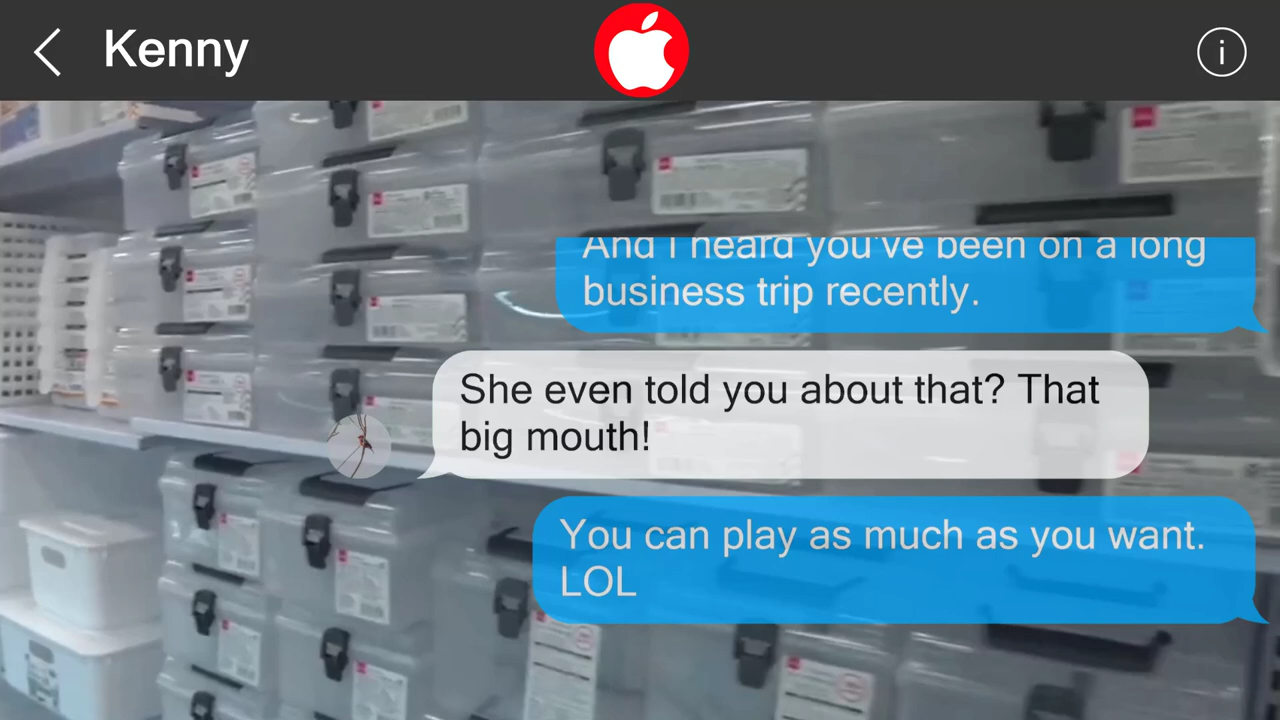 Kenny
And I heard you've been on a long
business trip recently.
She even told you about that? That
big mouth!
You can play as much as you want.
LOL